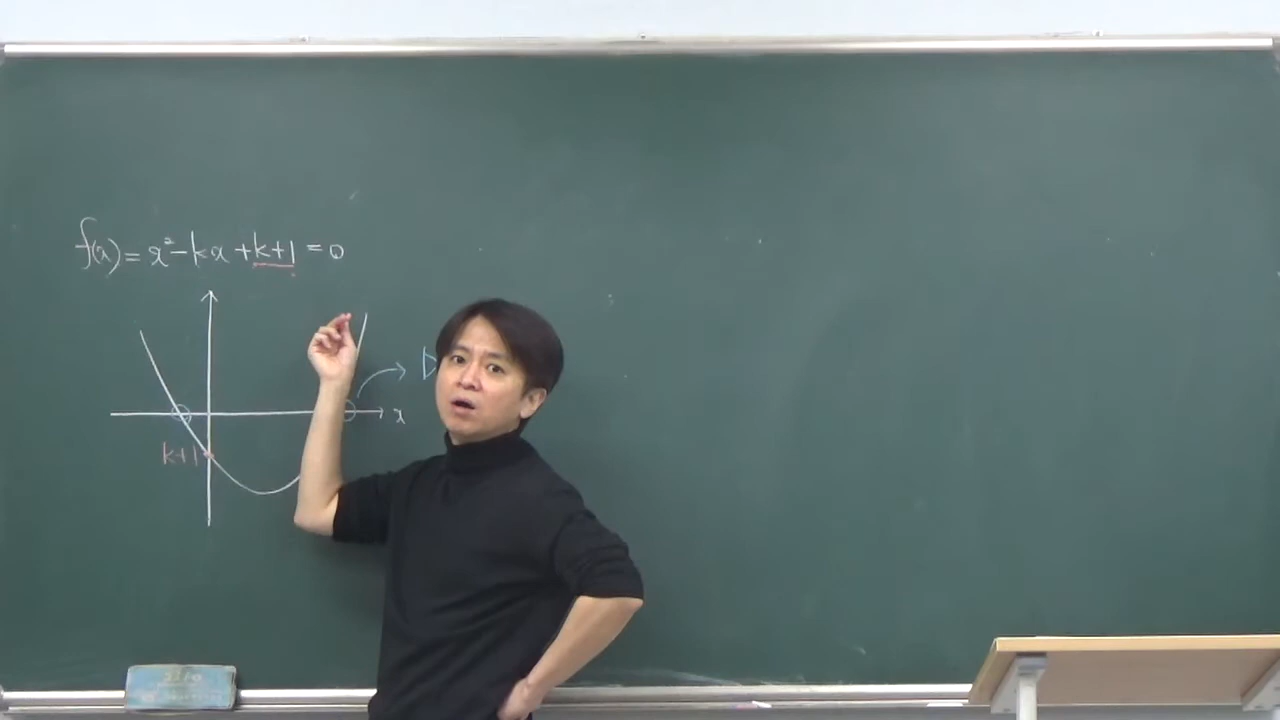 f(x) = x² - kx + k+1 = 0
x
k+1